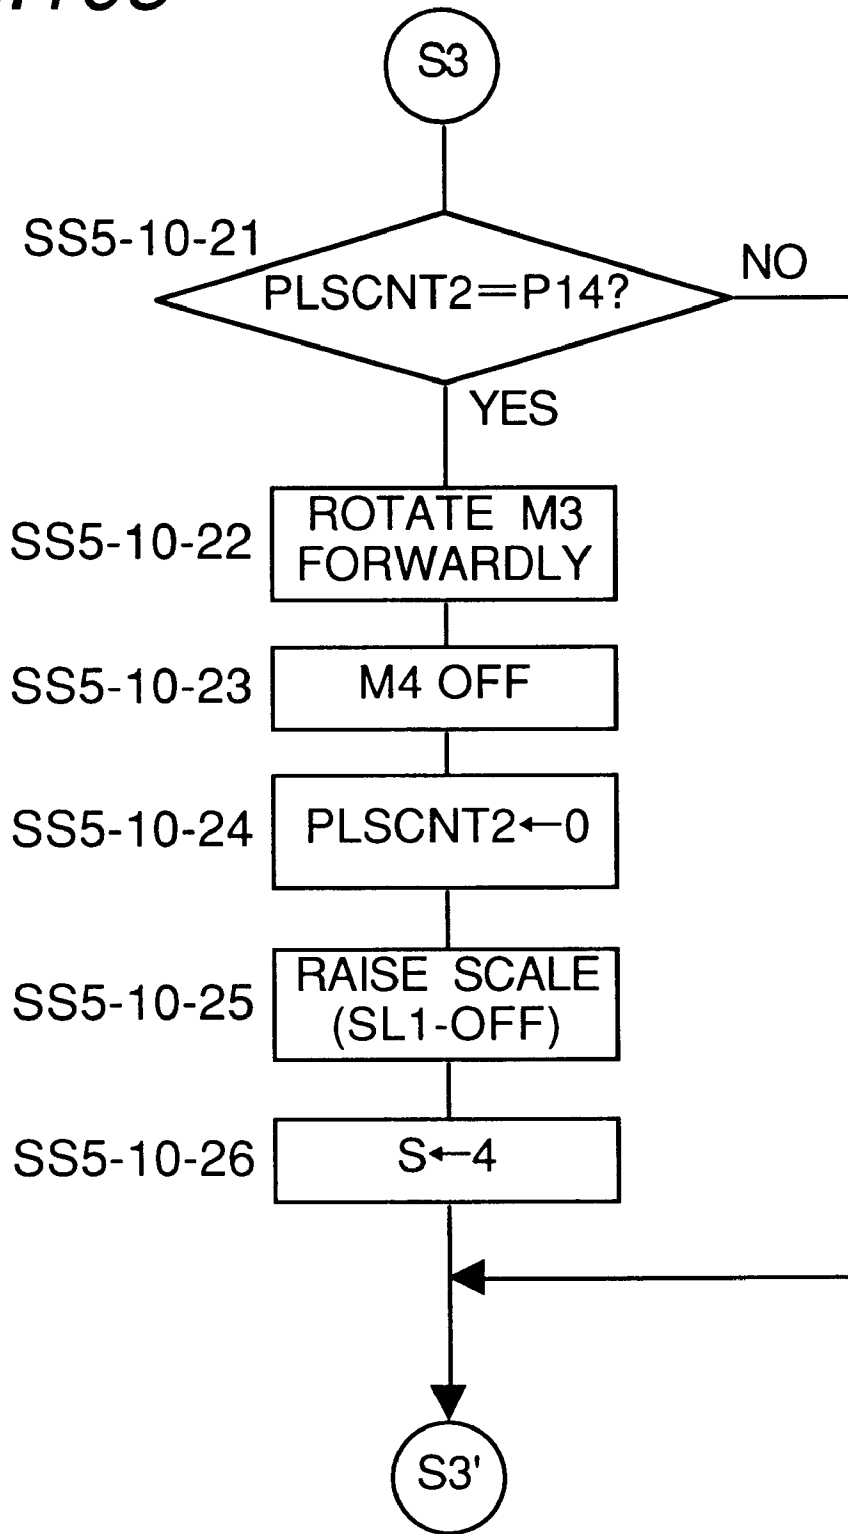 S3
SS5-10-21
PLSCNT2=P14?
NO
YES
SS5-10-22
ROTATE M3
FORWARDLY
SS5-10-23
M4 OFF
SS5-10-24
PLSCNT2←0
SS5-10-25
RAISE SCALE
(SL1-OFF)
SS5-10-26
S←4
S3'